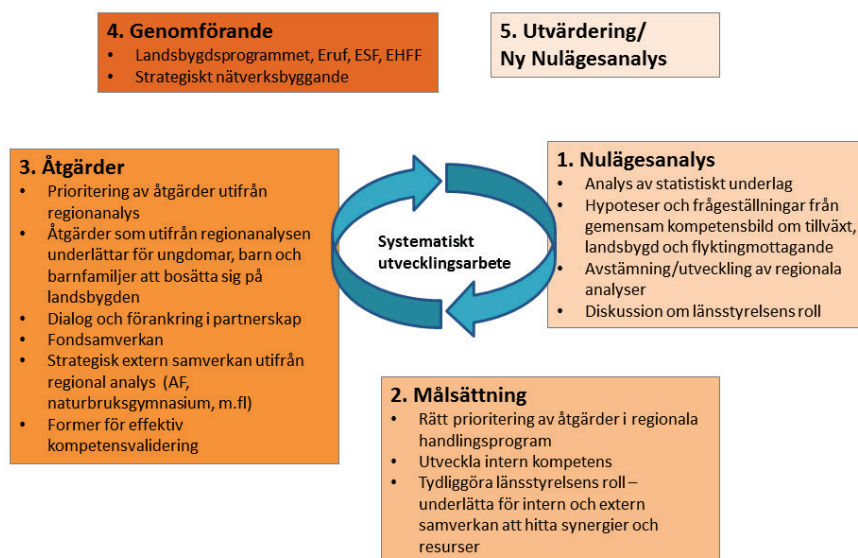 4. Genomförande
• Landsbygdsprogrammet, Eruf, ESF, EHFF
• Strategiskt nätverksbyggande
5. Utvärdering/
Ny Nulägesanalys
3. Åtgärder
• Prioritering av åtgärder utifrån
regionanalys
• Åtgärder som utifrån regionanalysen
underlättar för ungdomar, barn och
barnfamiljer att bosätta sig på
landsbygden
• Dialog och förankring i partnerskap
• Fondsamverkan
• Strategisk extern samverkan utifrån
regional analys (AF,
naturbruksgymnasium, m.fl)
• Former för effektiv
kompetensvalidering
Systematiskt
utvecklingsarbete
1. Nulägesanalys
• Analys av statistiskt underlag
• Hypoteser och frågeställningar från
gemensam kompetensbild om tillväxt,
landsbygd och flyktingmottagande
• Avstämning/utveckling av regionala
analyser
• Diskussion om länsstyrelsens roll
2. Målsättning
• Rätt prioritering av åtgärder i regionala
handlingsprogram
• Utveckla intern kompetens
• Tydliggöra länsstyrelsens roll –
underlätta för intern och extern
samverkan att hitta synergier och
resurser